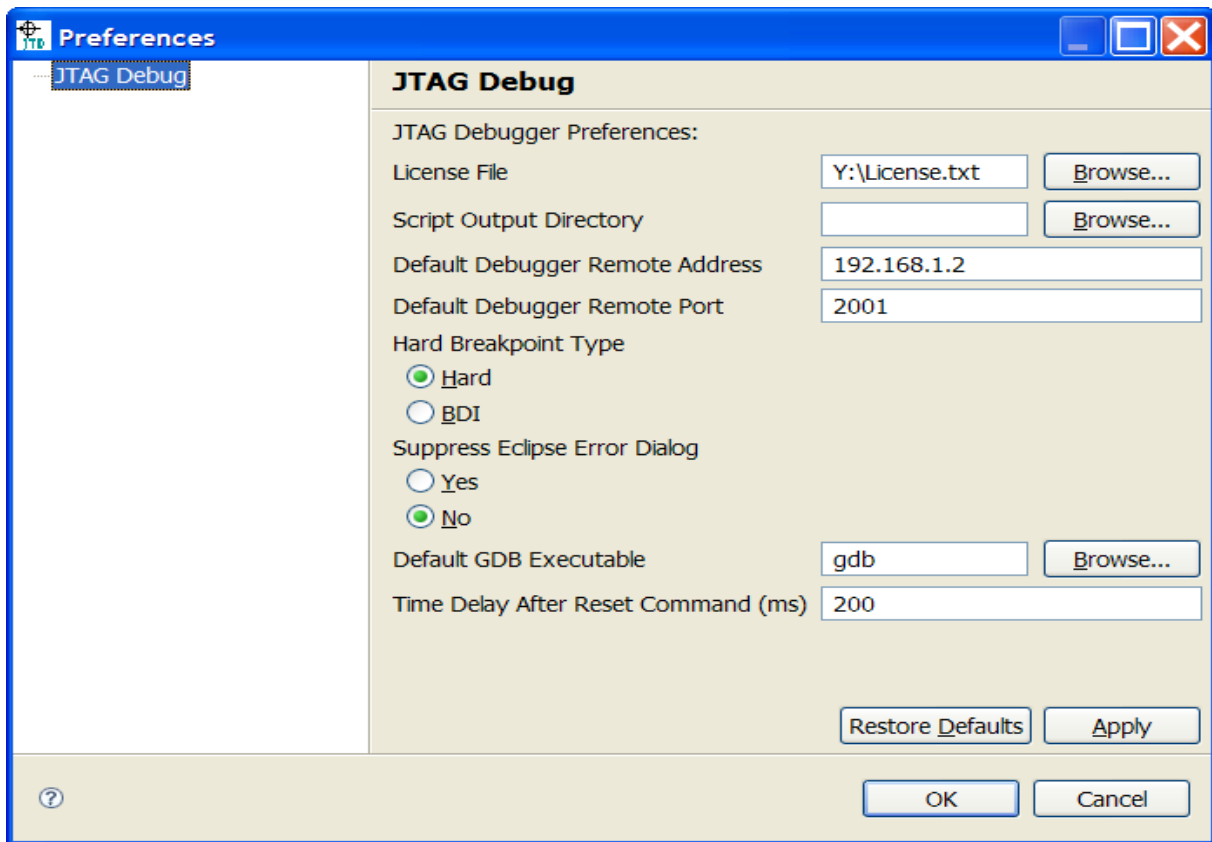 JTD Preferences
JTAG Debug
JTAG Debug
JTAG Debugger Preferences:
License File Y:\License.txt Browse...
Script Output Directory Browse...
Default Debugger Remote Address 192.168.1.2
Default Debugger Remote Port 2001
Hard Breakpoint Type
Hard
BDI
Suppress Eclipse Error Dialog
Yes
No
Default GDB Executable gdb Browse...
Time Delay After Reset Command (ms) 200
Restore Defaults Apply
? OK Cancel